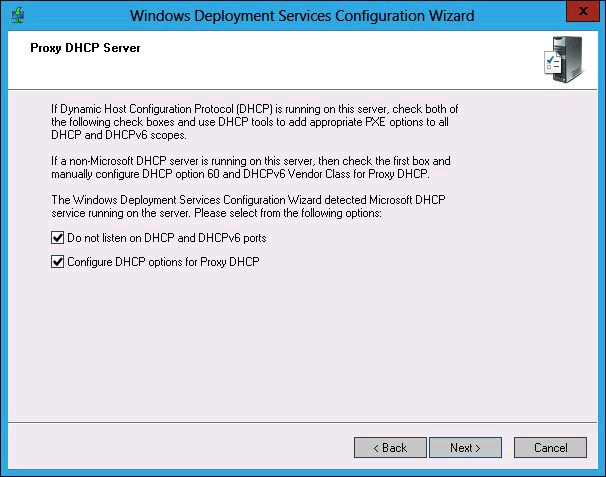 Windows Deployment Services Configuration Wizard
x
Proxy DHCP Server
If Dynamic Host Configuration Protocol (DHCP) is running on this server, check both of
the following check boxes and use DHCP tools to add appropriate PXE options to all
DHCP and DHCPv6 scopes.
If a non-Microsoft DHCP server is running on this server, then check the first box and
manually configure DHCP option 60 and DHCPv6 Vendor Class for Proxy DHCP.
The Windows Deployment Services Configuration Wizard detected Microsoft DHCP
service running on the server. Please select from the following options:
Do not listen on DHCP and DHCPv6 ports
Configure DHCP options for Proxy DHCP
< Back Next > Cancel